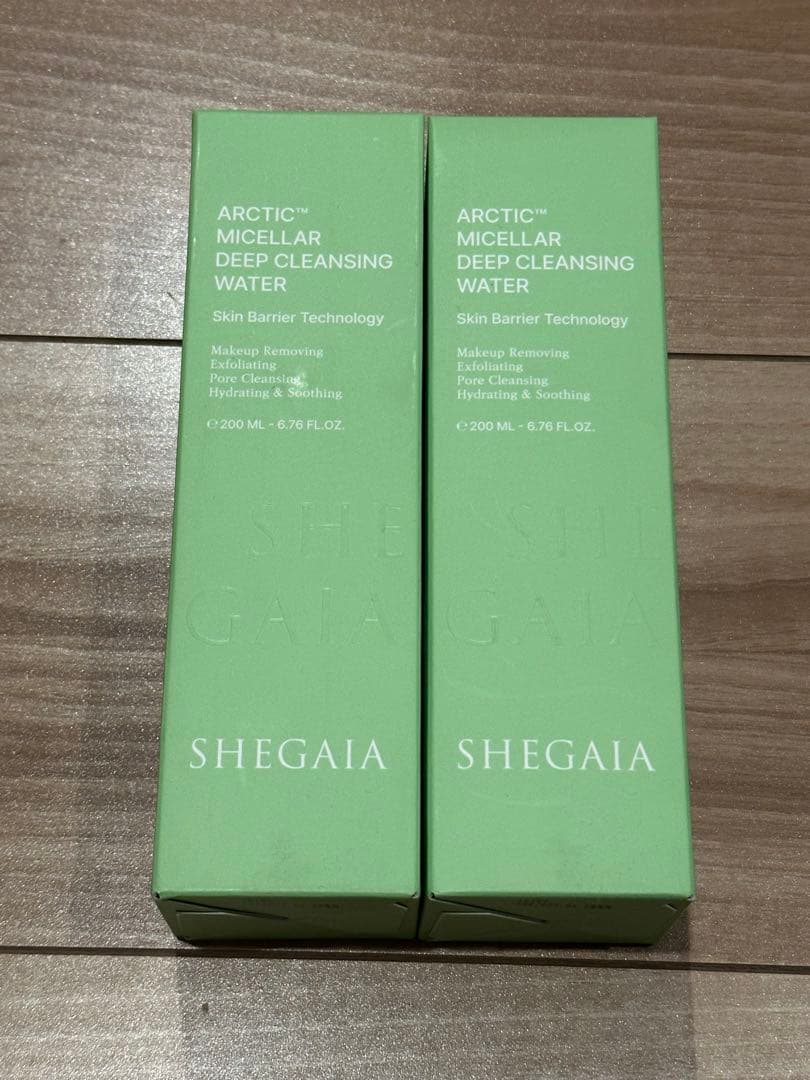 ARCTIC™
MICELLAR
DEEP CLEANSING
WATER
Skin Barrier Technology
Makeup Removing
Exfoliating
Pore Cleansing
Hydrating & Soothing
℮200 ML - 6.76 FL.OZ.
SHE
GAIA
SHEGAIA
ARCTIC™
MICELLAR
DEEP CLEANSING
WATER
Skin Barrier Technology
Makeup Removing
Exfoliating
Pore Cleansing
Hydrating & Soothing
℮200 ML - 6.76 FL.OZ.
SHE
GAIA
SHEGAIA